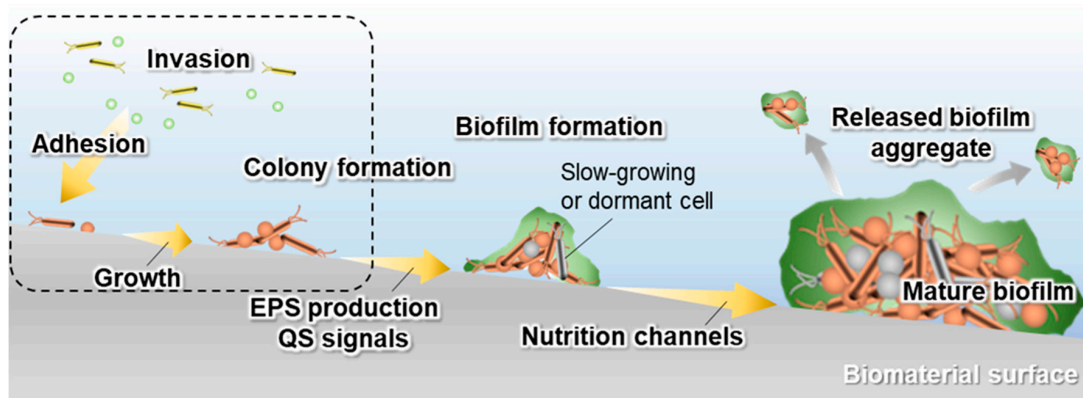 Invasion
Adhesion
Growth
Colony formation
EPS production
QS signals
Biofilm formation
Slow-growing
or dormant cell
Nutrition channels
Released biofilm
aggregate
Mature biofilm
Biomaterial surface